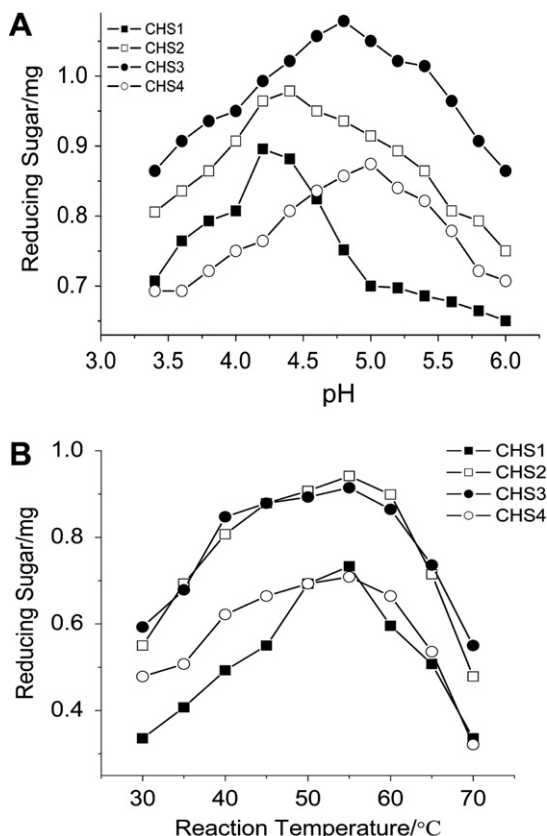 A
CHS1
CHS2
CHS3
CHS4
Reducing Sugar/mg
1.0
0.9
0.8
0.7
3.0 3.5 4.0 4.5 5.0 5.5 6.0
pH
B
CHS1
CHS2
CHS3
CHS4
Reducing Sugar/mg
1.0
0.8
0.6
0.4
30 40 50 60 70
Reaction Temperature/°C